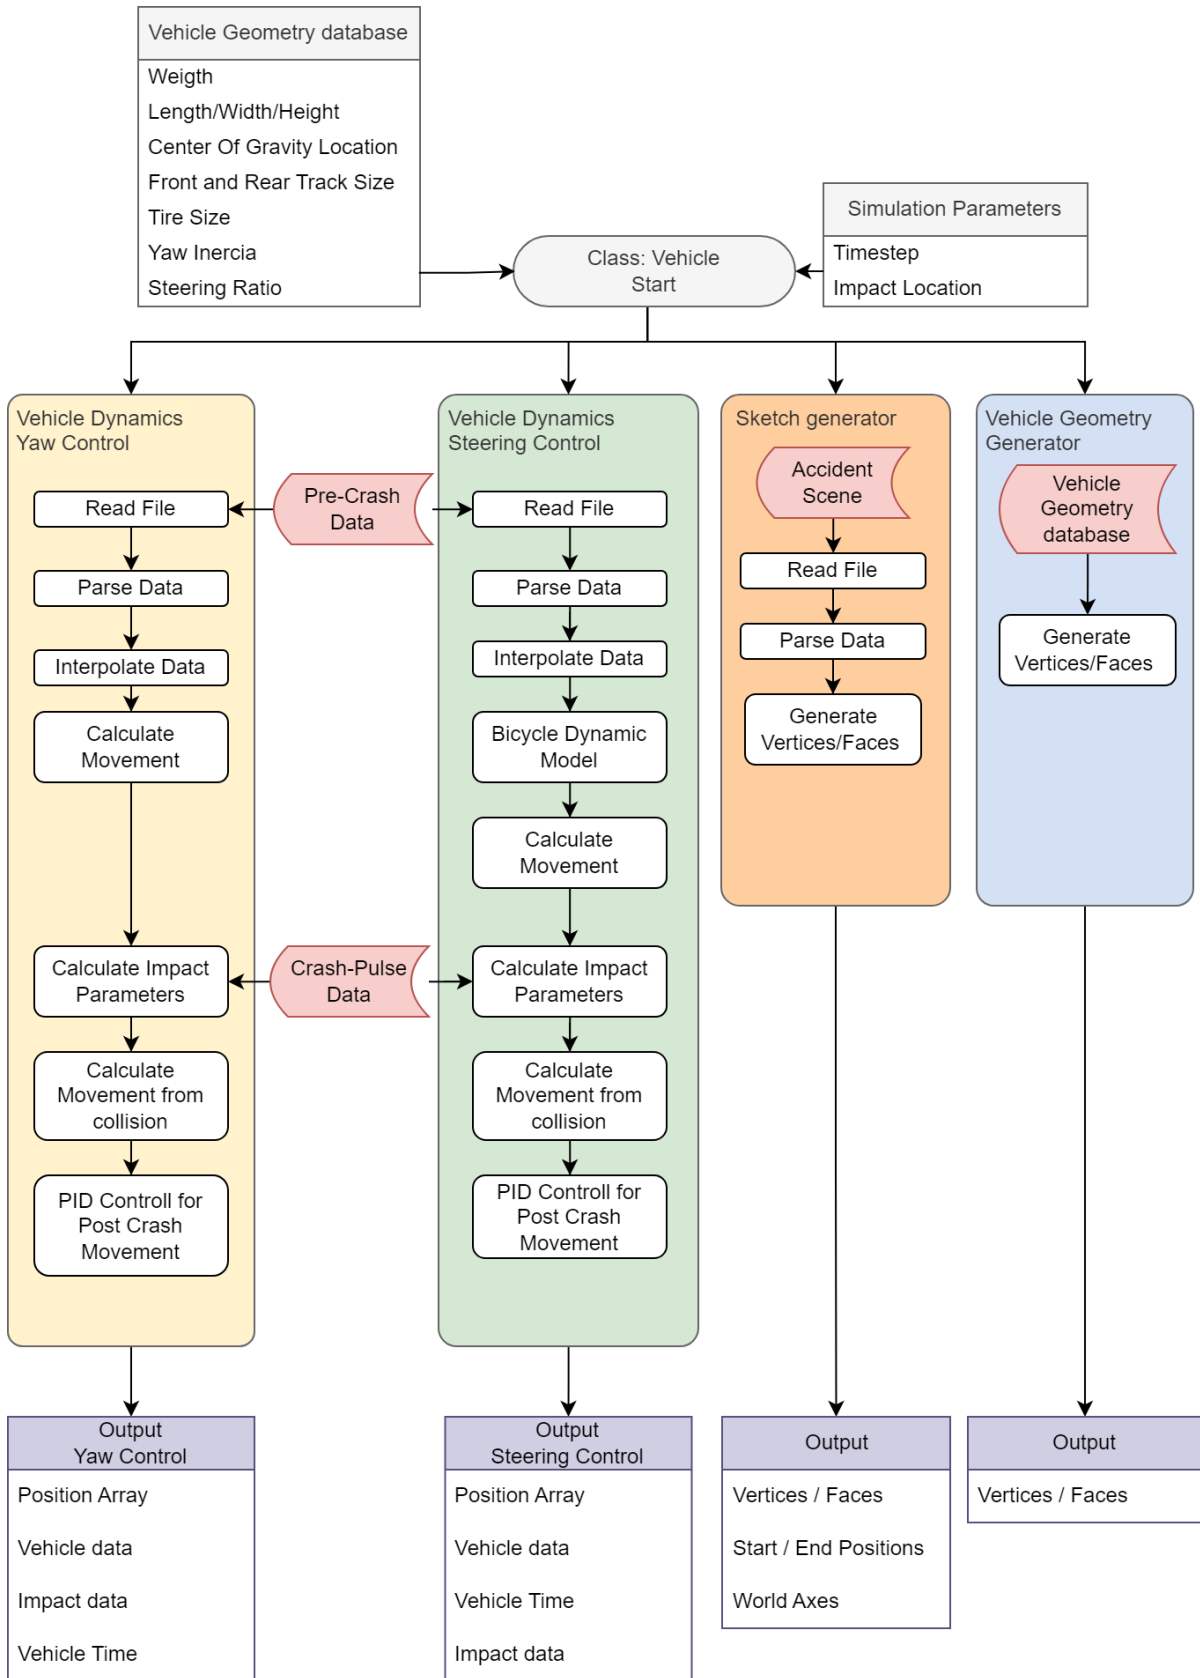 Vehicle Geometry database
Weigth
Length/Width/Height
Center Of Gravity Location
Front and Rear Track Size
Tire Size
Yaw Inercia
Steering Ratio
Class: Vehicle
Start
Simulation Parameters
Timestep
Impact Location
Vehicle Dynamics
Yaw Control
Read File
Parse Data
Interpolate Data
Calculate
Movement
Calculate Impact
Parameters
Calculate
Movement from
collision
PID Controll for
Post Crash
Movement
Pre-Crash
Data
Crash-Pulse
Data
Vehicle Dynamics
Steering Control
Read File
Parse Data
Interpolate Data
Bicycle Dynamic
Model
Calculate
Movement
Calculate Impact
Parameters
Calculate
Movement from
collision
PID Controll for
Post Crash
Movement
Sketch generator
Accident
Scene
Read File
Parse Data
Generate
Vertices/Faces
Vehicle Geometry
Generator
Vehicle
Geometry
database
Generate
Vertices/Faces
Output
Yaw Control
Position Array
Vehicle data
Impact data
Vehicle Time
Output
Steering Control
Position Array
Vehicle data
Vehicle Time
Impact data
Output
Vertices / Faces
Start / End Positions
World Axes
Output
Vertices / Faces